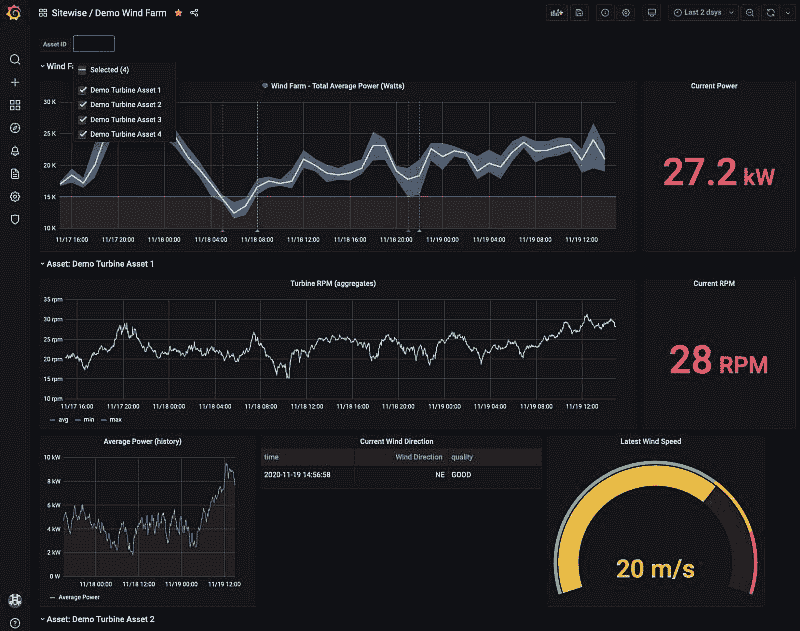 Sitewise / Demo Wind Farm
Last 2 days
Asset ID
Selected (4)
Demo Turbine Asset 1
Demo Turbine Asset 2
Demo Turbine Asset 3
Demo Turbine Asset 4
Wind Fa
Wind Farm - Total Average Power (Watts)
30 K
25 K
20 K
15 K
10 K
11/17 16:00 11/17 20:00 11/18 00:00 11/18 04:00 11/18 08:00 11/18 12:00 11/18 16:00 11/18 20:00 11/19 00:00 11/19 04:00 11/19 08:00 11/19 12:00
Current Power
27.2 kW
Asset: Demo Turbine Asset 1
Turbine RPM (aggregates)
35 rpm
30 rpm
25 rpm
20 rpm
15 rpm
10 rpm
11/17 16:00 11/17 20:00 11/18 00:00 11/18 04:00 11/18 08:00 11/18 12:00 11/18 16:00 11/18 20:00 11/19 00:00 11/19 04:00 11/19 08:00 11/19 12:00
avg min max
Current RPM
28 RPM
Average Power (history)
10 kW
8 kW
6 kW
4 kW
2 kW
0 W
11/18 00:00 11/18 12:00 11/19 00:00 11/19 12:00
Average Power
Current Wind Direction
time Wind Direction quality
2020-11-19 14:56:58 NE GOOD
Latest Wind Speed
20 m/s
Asset: Demo Turbine Asset 2